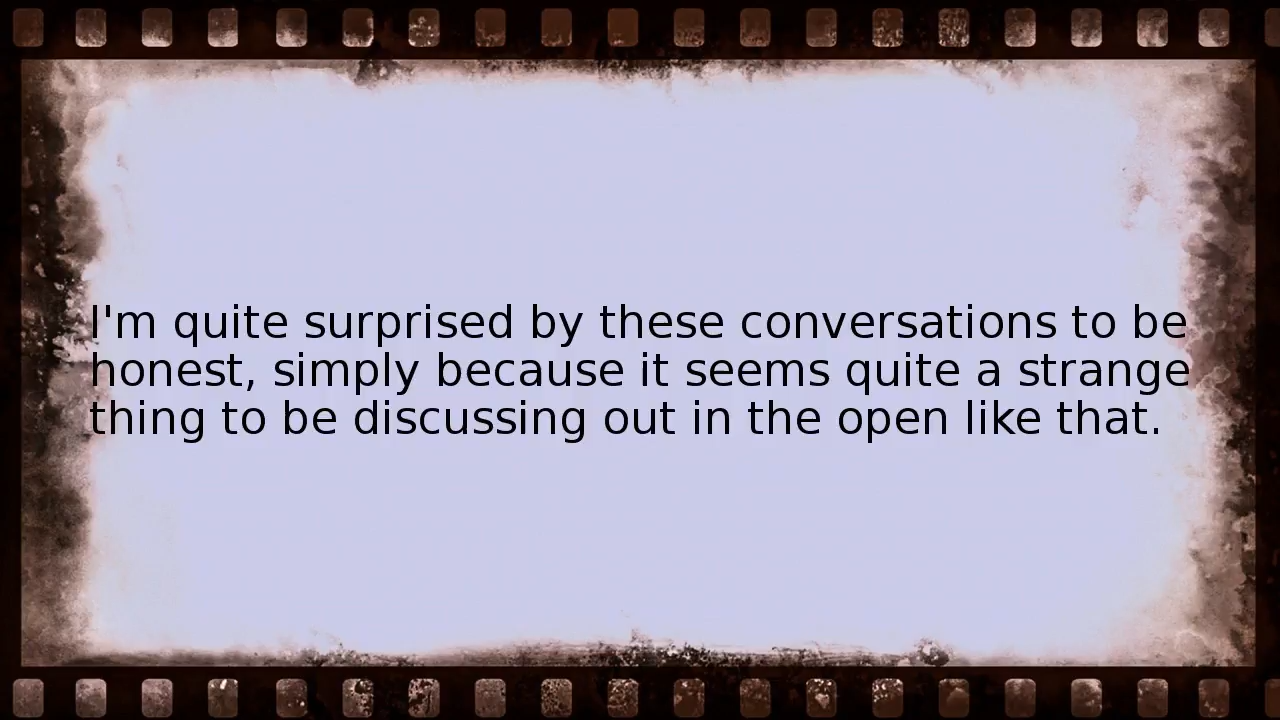 I'm quite surprised by these conversations to be
honest, simply because it seems quite a strange
thing to be discussing out in the open like that.